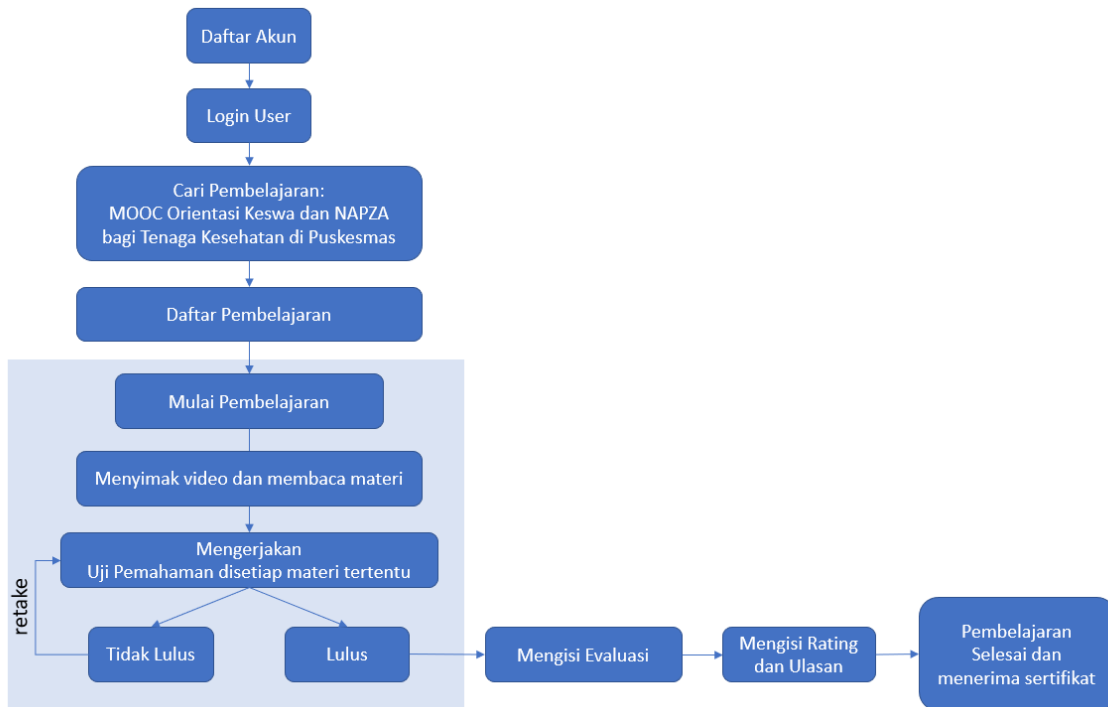 Daftar Akun
Login User
Cari Pembelajaran:
MOOC Orientasi Keswa dan NAPZA
bagi Tenaga Kesehatan di Puskesmas
Daftar Pembelajaran
Mulai Pembelajaran
Menyimak video dan membaca materi
Mengerjakan
Uji Pemahaman disetiap materi tertentu
retake
Tidak Lulus
Lulus
Mengisi Evaluasi
Mengisi Rating
dan Ulasan
Pembelajaran
Selesai dan
menerima sertifikat